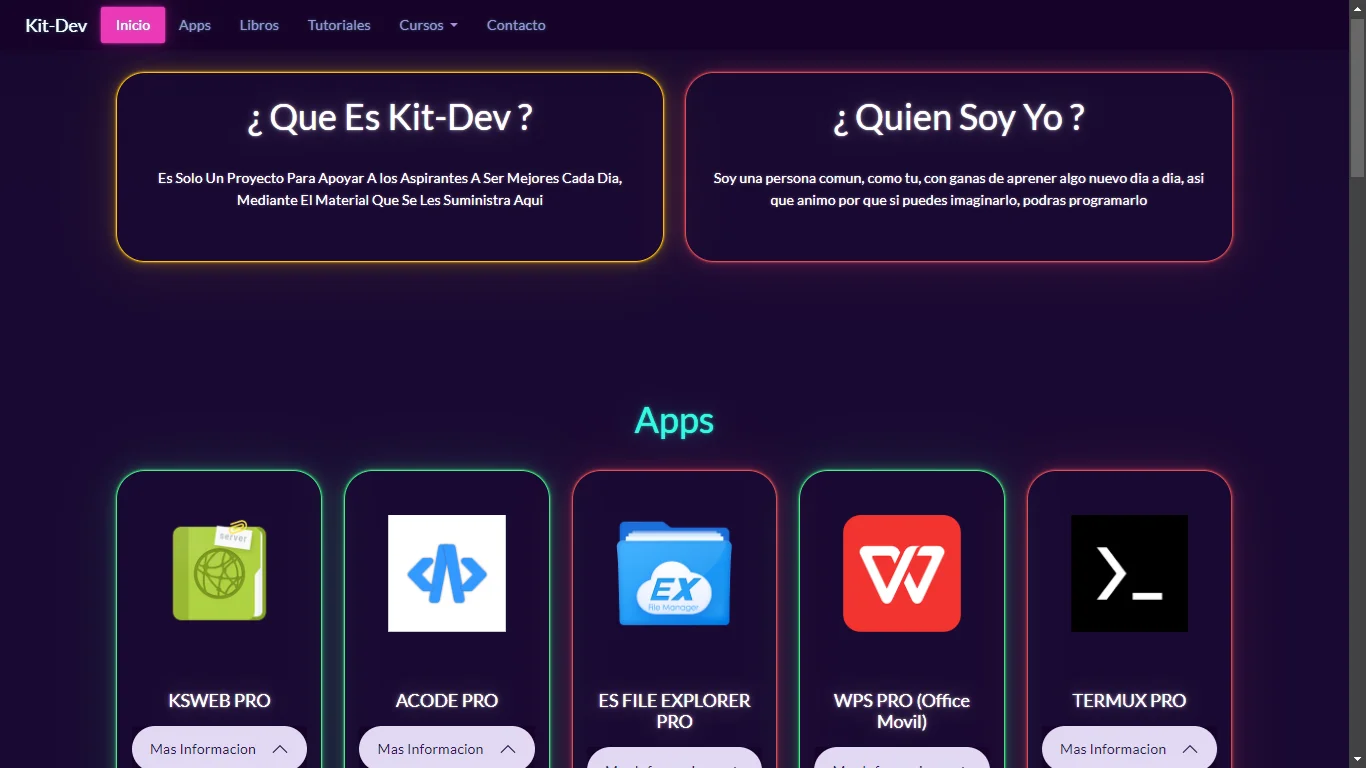 Kit-Dev Inicio Apps Libros Tutoriales Cursos Contacto
¿ Que Es Kit-Dev ?
Es Solo Un Proyecto Para Apoyar A los Aspirantes A Ser Mejores Cada Dia,
Mediante El Material Que Se Les Suministra Aqui
¿ Quien Soy Yo ?
Soy una persona comun, como tu, con ganas de aprener algo nuevo dia a dia, asi
que animo por que si puedes imaginarlo, podras programarlo
Apps
server
KSWEB PRO
Mas Informacion
ACODE PRO
Mas Informacion
EX
File Manager
ES FILE EXPLORER
PRO
WPS PRO (Office
Movil)
TERMUX PRO
Mas Informacion